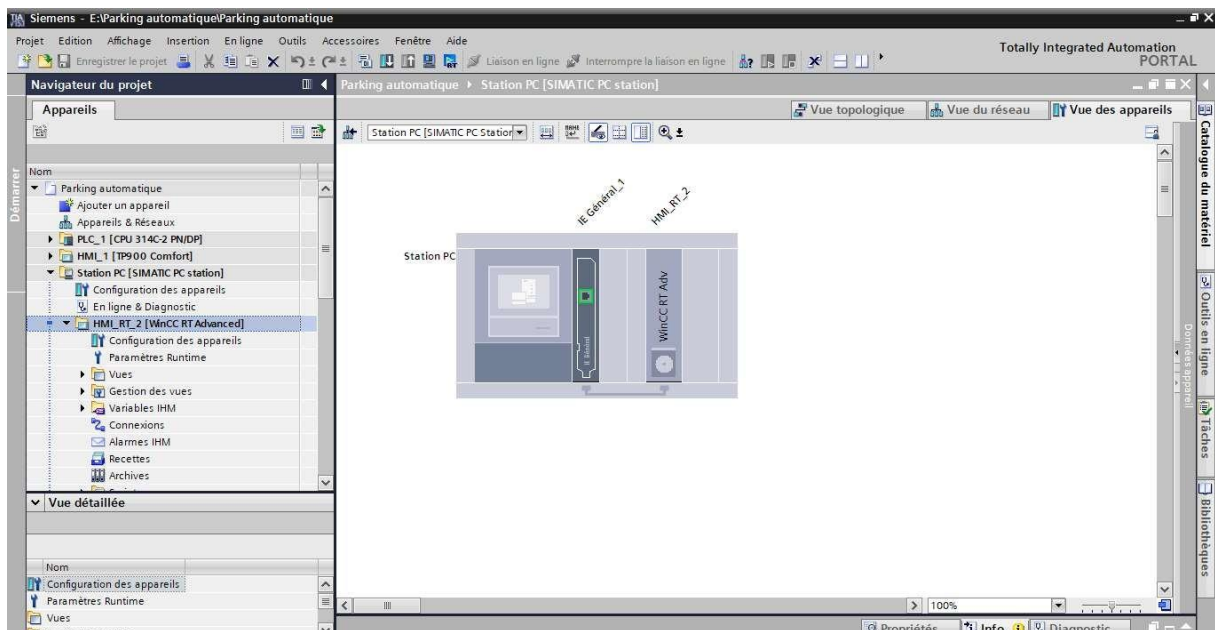 Siemens - E:\Parking automatique\Parking automatique
Projet Edition Affichage Insertion En ligne Outils Accessoires Fenêtre Aide
Totally Integrated Automation
PORTAL
Enregistrer le projet
Liaison en ligne
Interrompre la liaison en ligne
Navigateur du projet
Parking automatique
Station PC [SIMATIC PC station]
Appareils
Vue topologique
Vue du réseau
Vue des appareils
Station PC [SIMATIC PC Station
Démarrer
Nom
Parking automatique
Ajouter un appareil
Appareils & Réseaux
PLC_1 [CPU 314C-2 PN/DP]
HMI_1 [TP900 Comfort]
Station PC [SIMATIC PC station]
Configuration des appareils
En ligne & Diagnostic
HMI_RT_2 [WinCC RT Advanced]
Configuration des appareils
Paramètres Runtime
Vues
Gestion des vues
Variables IHM
Connexions
Alarmes IHM
Recettes
Archives
IE Général_1
HMI_RT_2
Station PC
IE Général
WinCC RT Adv
Données appareil
Catalogue du matériel
Outils en ligne
Tâches
Bibliothèques
Vue détaillée
Nom
Configuration des appareils
Paramètres Runtime
Vues
100%
Propriétés
Info
Diagnostic